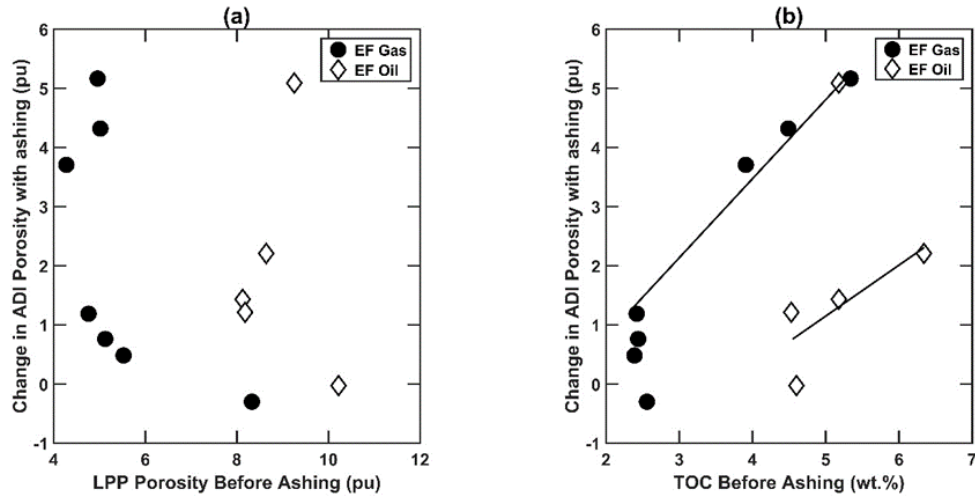 (a)
6
5
4
3
2
1
0
-1
4
6
8
10
12
Change in ADI Porosity with ashing (pu)
LPP Porosity Before Ashing (pu)
EF Gas
EF Oil
(b)
6
5
4
3
2
1
0
-1
2
3
4
5
6
7
Change in ADI Porosity with ashing (pu)
TOC Before Ashing (wt.%)
EF Gas
EF Oil